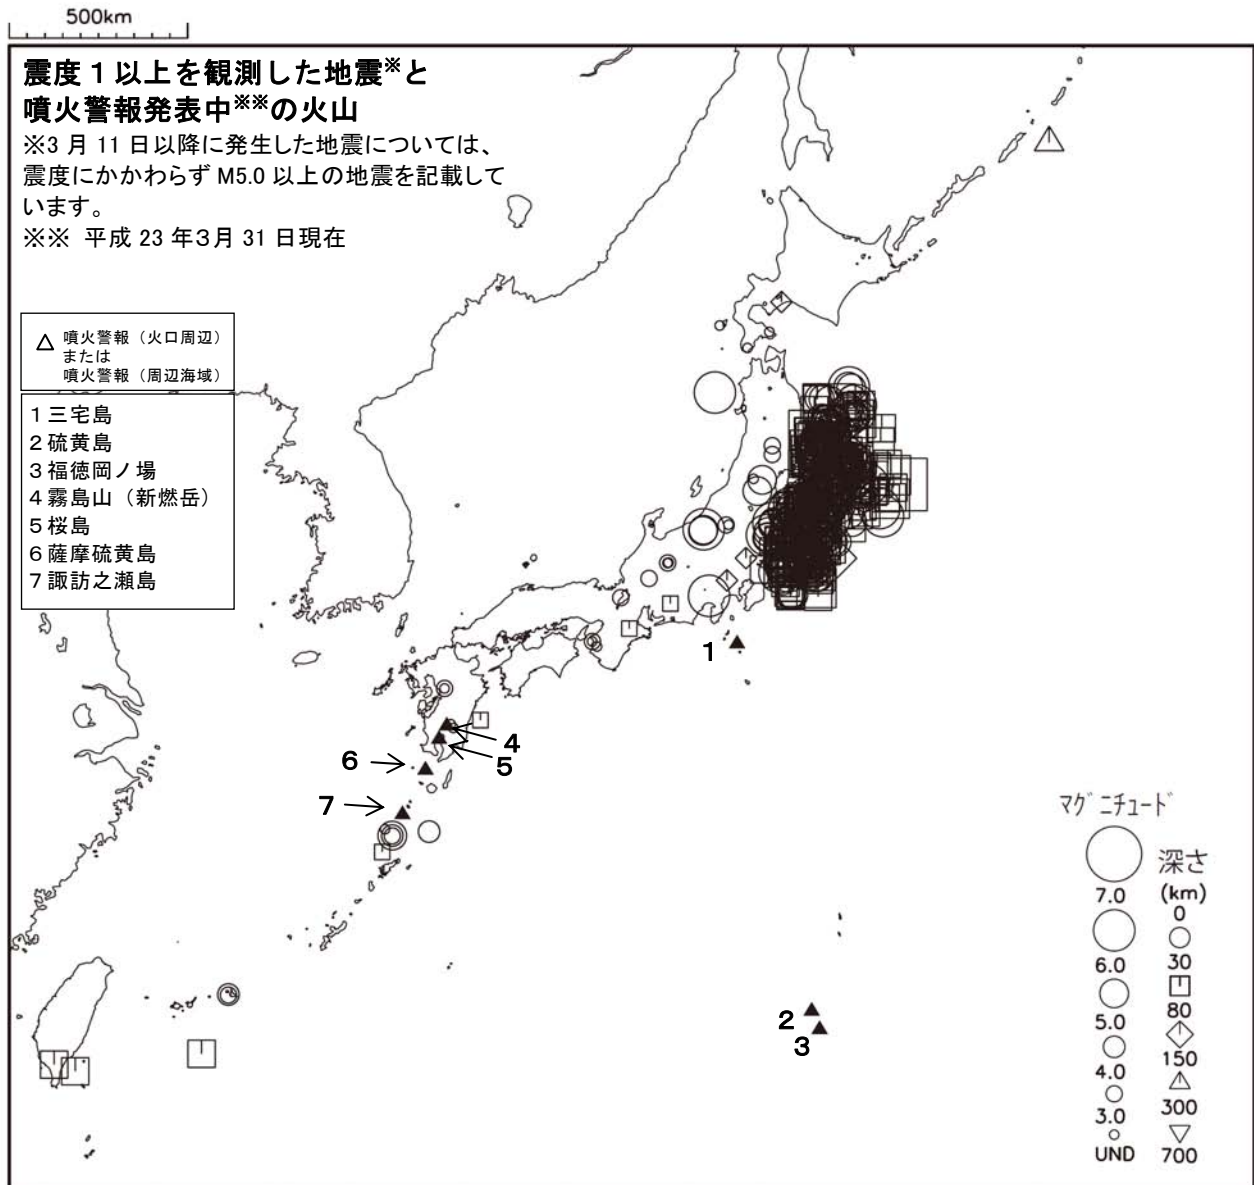 500km
震度１以上を観測した地震※と
噴火警報発表中※※の火山
※3 月 11 日以降に発生した地震については、
震度にかかわらず M5.0 以上の地震を記載して
います。
※※ 平成 23 年3月 31 日現在
△ 噴火警報（火口周辺）
または
噴火警報（周辺海域）
１三宅島
２硫黄島
３福徳岡ノ場
４霧島山（新燃岳）
５桜島
６薩摩硫黄島
７諏訪之瀬島
1
4
5
6
7
2
3
マグニチュード
7.0
6.0
5.0
4.0
3.0
UND
深さ
(km)
0
30
80
150
300
700